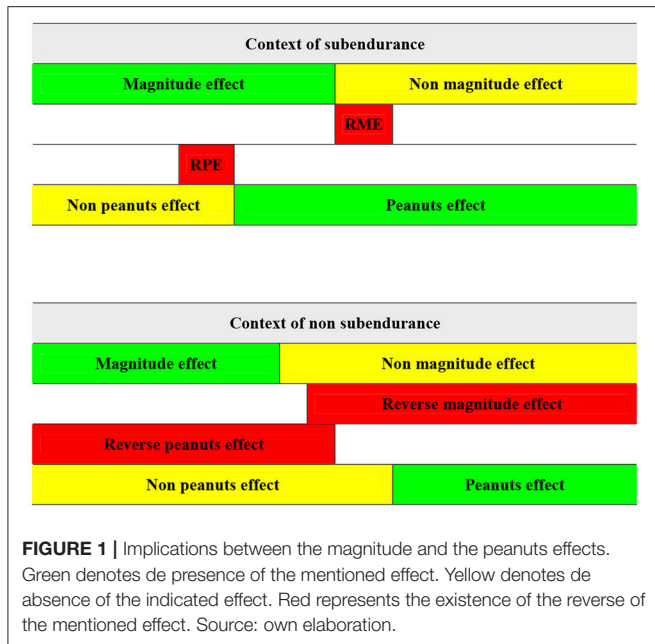 Context of subendurance
Magnitude effect Non magnitude effect
RME
RPE
Non peanuts effect Peanuts effect
Context of non subendurance
Magnitude effect Non magnitude effect
Reverse magnitude effect
Reverse peanuts effect
Non peanuts effect Peanuts effect
FIGURE 1 | Implications between the magnitude and the peanuts effects.
Green denotes de presence of the mentioned effect. Yellow denotes de
absence of the indicated effect. Red represents the existence of the reverse of
the mentioned effect. Source: own elaboration.